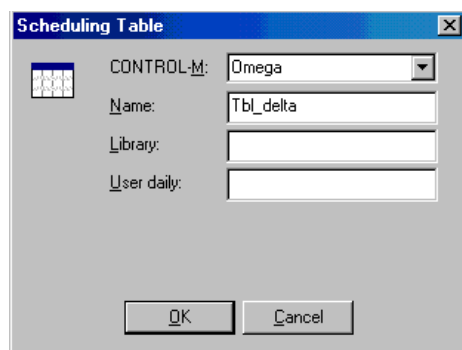 Scheduling Table
CONTROL-M: Omega
Name: Tbl_delta
Library:
User daily:
OK Cancel